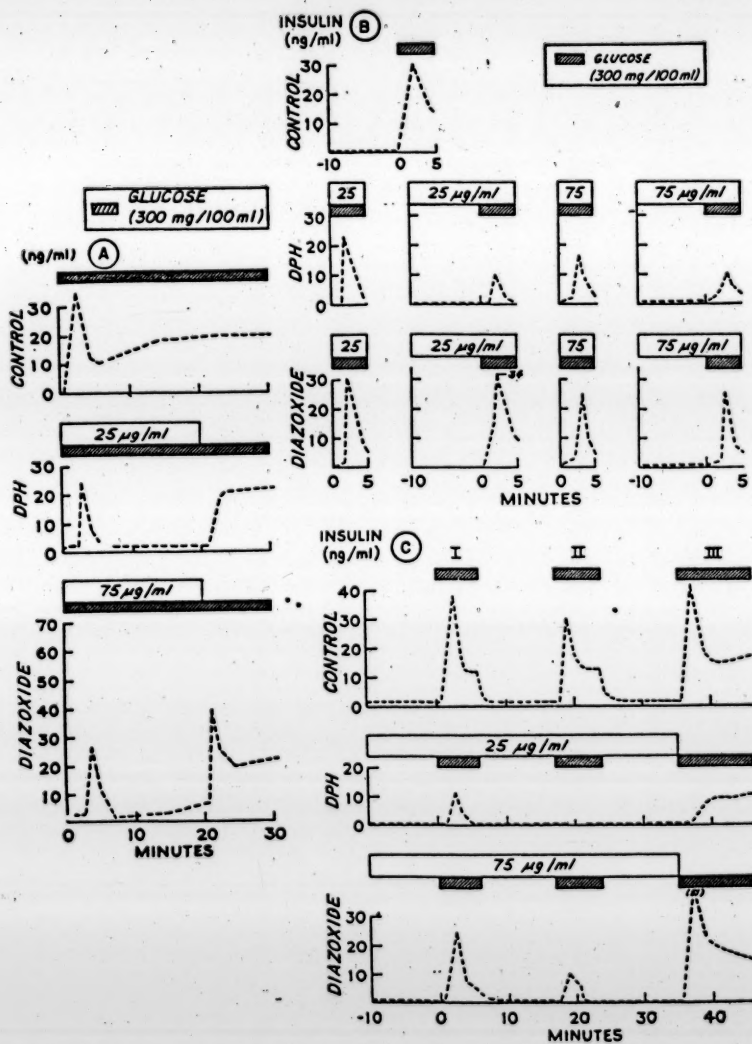 INSULIN (ng/ml) B
GLUCOSE (300 mg/100 ml)
CONTROL
30
20
10
-10 0 5
GLUCOSE (300 mg/100 ml)
(ng/ml) A
CONTROL
30
20
10
0
25 µg/ml
DPH
30
20
10
0
75 µg/ml
DIAZOXIDE
70
60
50
40
30
20
10
0 10 20 30
MINUTES
25
25 µg/ml
75
75 µg/ml
DPH
30
20
10
0
25
25 µg/ml
75
75 µg/ml
34
DIAZOXIDE
30
20
10
0 5
-10 0 5
0 5
-10 0 5
MINUTES
INSULIN (ng/ml) C
I II III
CONTROL
40
30
20
10
0
25 µg/ml
DPH
20
10
0
75 µg/ml
DIAZOXIDE
30
20
10
0
-10 0 10 20 30 40
MINUTES